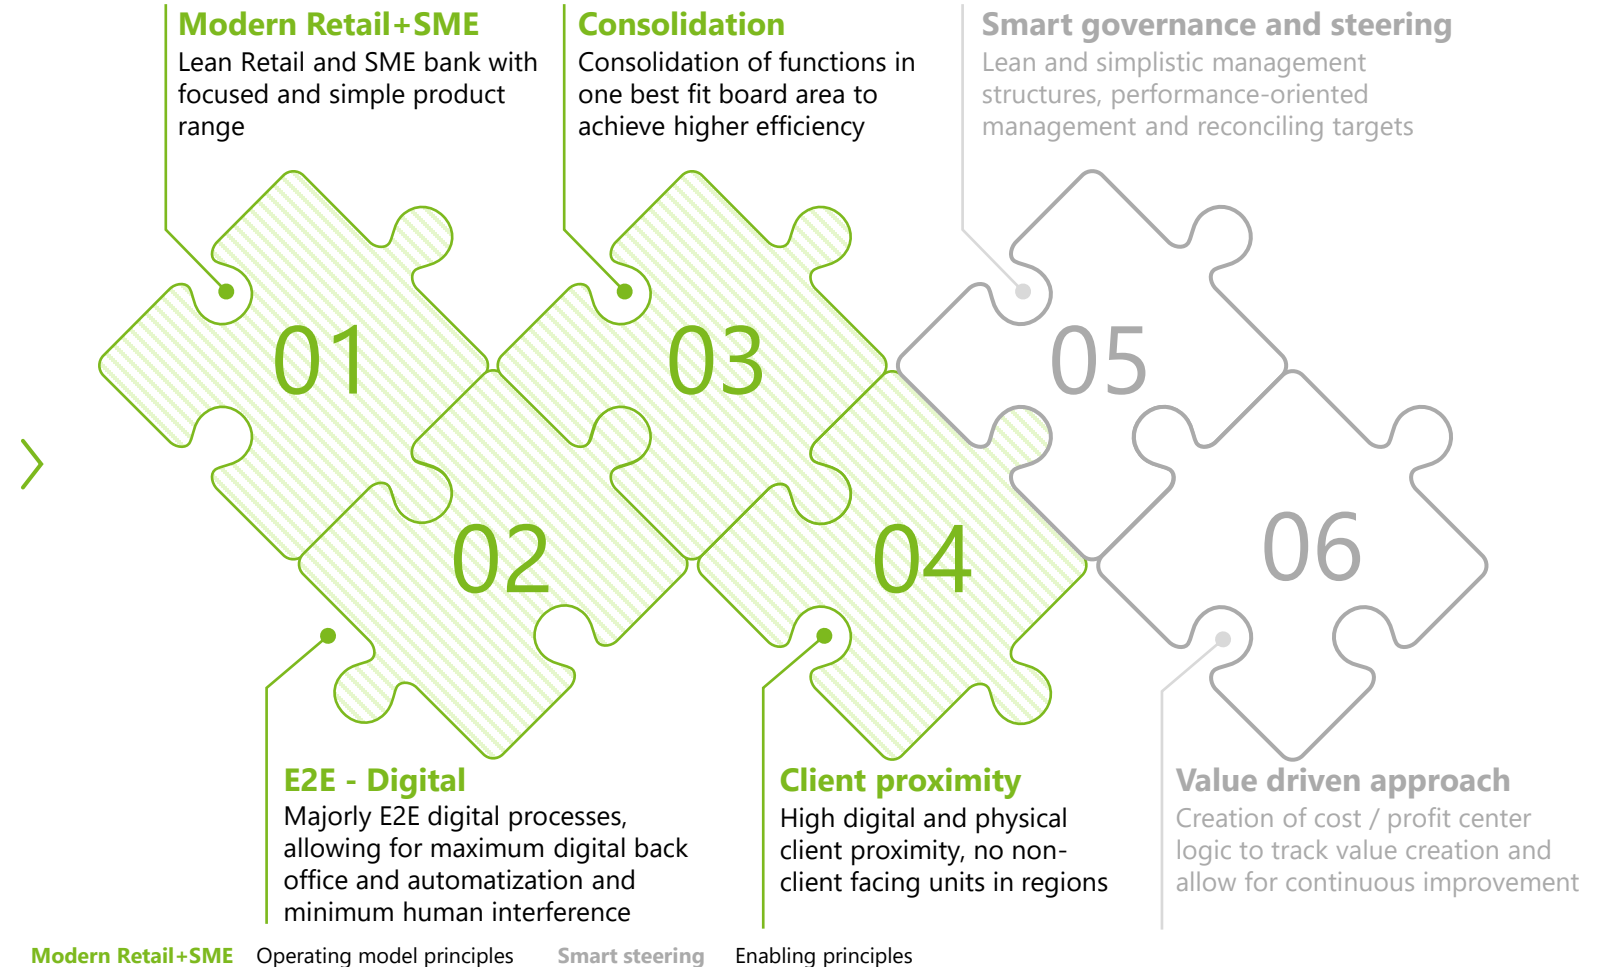 Modern Retail+SME
Lean Retail and SME bank with
focused and simple product
range
Consolidation
Consolidation of functions in
one best fit board area to
achieve higher efficiency
Smart governance and steering
Lean and simplistic management
structures, performance-oriented
management and reconciling targets
01
03
05
02
04
06
E2E - Digital
Majorly E2E digital processes,
allowing for maximum digital back
office and automatization and
minimum human interference
Client proximity
High digital and physical
client proximity, no non-
client facing units in regions
Value driven approach
Creation of cost / profit center
logic to track value creation and
allow for continuous improvement
Modern Retail+SME Operating model principles Smart steering Enabling principles